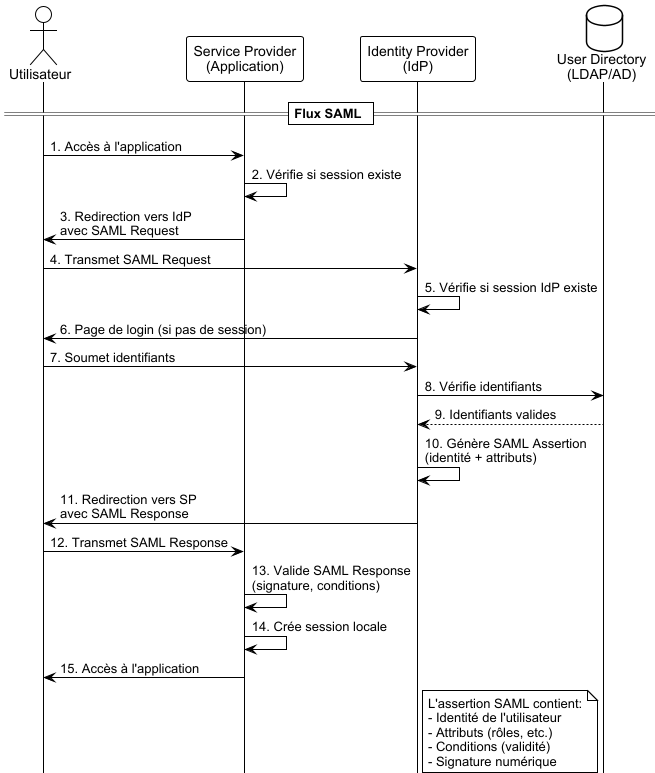 Utilisateur
Service Provider
(Application)
Identity Provider
(IdP)
User Directory
(LDAP/AD)
Flux SAML
1. Accès à l'application
2. Vérifie si session existe
3. Redirection vers IdP
avec SAML Request
4. Transmet SAML Request
5. Vérifie si session IdP existe
6. Page de login (si pas de session)
7. Soumet identifiants
8. Vérifie identifiants
9. Identifiants valides
10. Génère SAML Assertion
(identité + attributs)
11. Redirection vers SP
avec SAML Response
12. Transmet SAML Response
13. Valide SAML Response
(signature, conditions)
14. Crée session locale
15. Accès à l'application
L'assertion SAML contient:
- Identité de l'utilisateur
- Attributs (rôles, etc.)
- Conditions (validité)
- Signature numérique